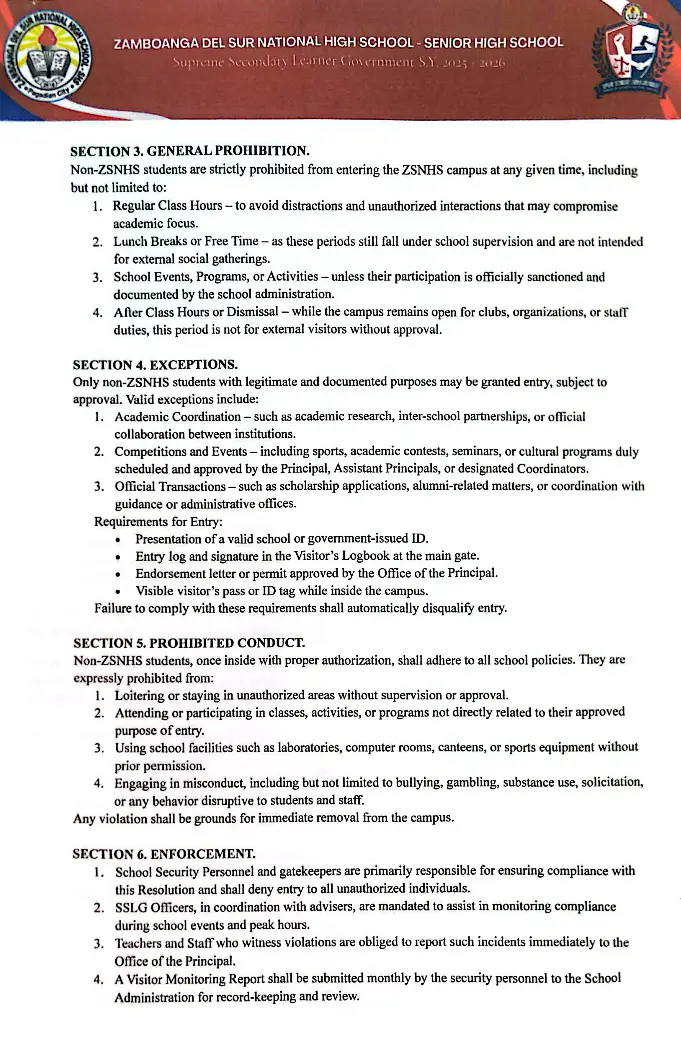 ZAMBOANGA DEL SUR NATIONAL HIGH SCHOOL - SENIOR HIGH SCHOOL
Supreme Secondary Learner Government S.Y. 2025 - 2026
SECTION 3. GENERAL PROHIBITION.
Non-ZSNHS students are strictly prohibited from entering the ZSNHS campus at any given time, including
but not limited to:
1. Regular Class Hours – to avoid distractions and unauthorized interactions that may compromise
academic focus.
2. Lunch Breaks or Free Time – as these periods still fall under school supervision and are not intended
for external social gatherings.
3. School Events, Programs, or Activities – unless their participation is officially sanctioned and
documented by the school administration.
4. After Class Hours or Dismissal – while the campus remains open for clubs, organizations, or staff
duties, this period is not for external visitors without approval.
SECTION 4. EXCEPTIONS.
Only non-ZSNHS students with legitimate and documented purposes may be granted entry, subject to
approval. Valid exceptions include:
1. Academic Coordination – such as academic research, inter-school partnerships, or official
collaboration between institutions.
2. Competitions and Events – including sports, academic contests, seminars, or cultural programs duly
scheduled and approved by the Principal, Assistant Principals, or designated Coordinators.
3. Official Transactions – such as scholarship applications, alumni-related matters, or coordination with
guidance or administrative offices.
Requirements for Entry:
• Presentation of a valid school or government-issued ID.
• Entry log and signature in the Visitor's Logbook at the main gate.
• Endorsement letter or permit approved by the Office of the Principal.
• Visible visitor's pass or ID tag while inside the campus.
Failure to comply with these requirements shall automatically disqualify entry.
SECTION 5. PROHIBITED CONDUCT.
Non-ZSNHS students, once inside with proper authorization, shall adhere to all school policies. They are
expressly prohibited from:
1. Loitering or staying in unauthorized areas without supervision or approval.
2. Attending or participating in classes, activities, or programs not directly related to their approved
purpose of entry.
3. Using school facilities such as laboratories, computer rooms, canteens, or sports equipment without
prior permission.
4. Engaging in misconduct, including but not limited to bullying, gambling, substance use, solicitation,
or any behavior disruptive to students and staff.
Any violation shall be grounds for immediate removal from the campus.
SECTION 6. ENFORCEMENT.
1. School Security Personnel and gatekeepers are primarily responsible for ensuring compliance with
this Resolution and shall deny entry to all unauthorized individuals.
2. SSLG Officers, in coordination with advisers, are mandated to assist in monitoring compliance
during school events and peak hours.
3. Teachers and Staff who witness violations are obliged to report such incidents immediately to the
Office of the Principal.
4. A Visitor Monitoring Report shall be submitted monthly by the security personnel to the School
Administration for record-keeping and review.